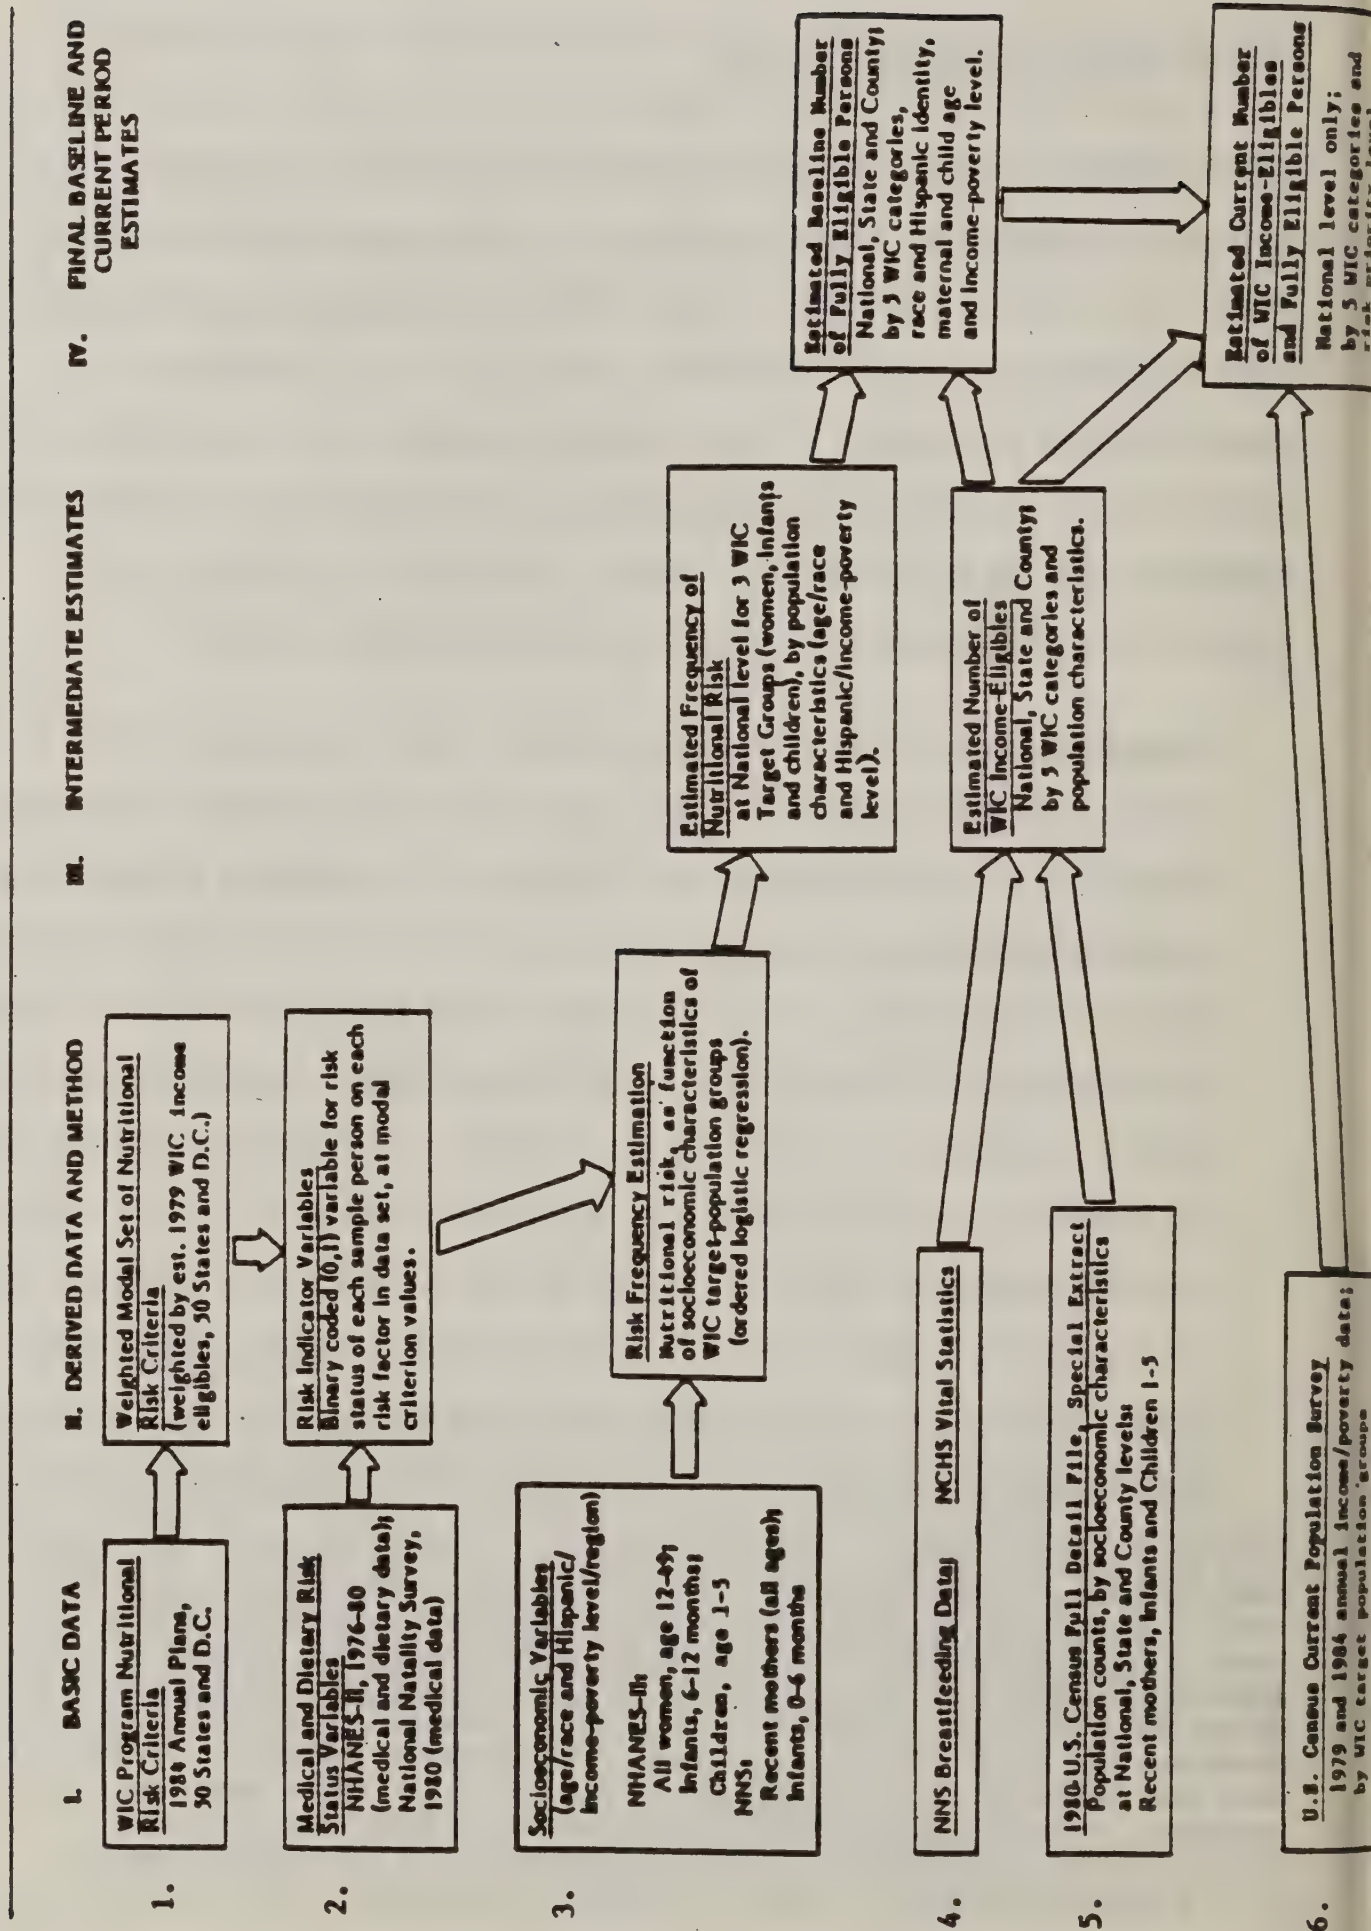 I. BASIC DATA
II. DERIVED DATA AND METHOD
III. INTERMEDIATE ESTIMATES
IV. FINAL BASELINE AND
CURRENT PERIOD
ESTIMATES
1.
WIC Program Nutritional
Risk Criteria
1984 Annual Plans,
50 States and D.C.
Weighted Modal Set of Nutritional
Risk Criteria
(weighted by est. 1979 WIC income
eligibles, 50 States and D.C.)
2.
Medical and Dietary Risk
Status Variables
NHANES-II, 1976-80
(medical and dietary data);
National Natality Survey,
1980 (medical data)
Risk Indicator Variables
Binary coded (0,1) variable for risk
status of each sample person on each
risk factor in data set, at modal
criterion values.
3.
Socioeconomic Variables
(age/race and Hispanic/
income-poverty level/region)
NHANES-II:
All women, age 12-49;
Infants, 6-12 months;
Children, age 1-5
NNS:
Recent mothers (all ages);
Infants, 0-6 months
Risk Frequency Estimation
Nutritional risk, as function
of socioeconomic characteristics of
WIC target-population groups
(ordered logistic regression).
Estimated Frequency of
Nutritional Risk
at National level for 3 WIC
Target Groups (women, infants
and children), by population
characteristics (age/race
and Hispanic/income-poverty
level).
Estimated Baseline Number
of Fully Eligible Persons
National, State and County;
by 5 WIC categories,
race and Hispanic identity,
maternal and child age
and income-poverty level.
4.
NNS Breastfeeding Data; NCHS Vital Statistics
Estimated Number of
WIC Income-Eligibles
National, State and County;
by 5 WIC categories and
population characteristics.
5.
1980 U.S. Census Full Detail File, Special Extract
Population counts, by socioeconomic characteristics
at National, State and County levels:
Recent mothers, Infants and Children 1-5
6.
U.S. Census Current Population Survey
1979 and 1984 annual income/poverty data;
by WIC target population groups
Estimated Current Number
of WIC Income-Eligibles
and Fully Eligible Persons
National level only;
by 5 WIC categories and